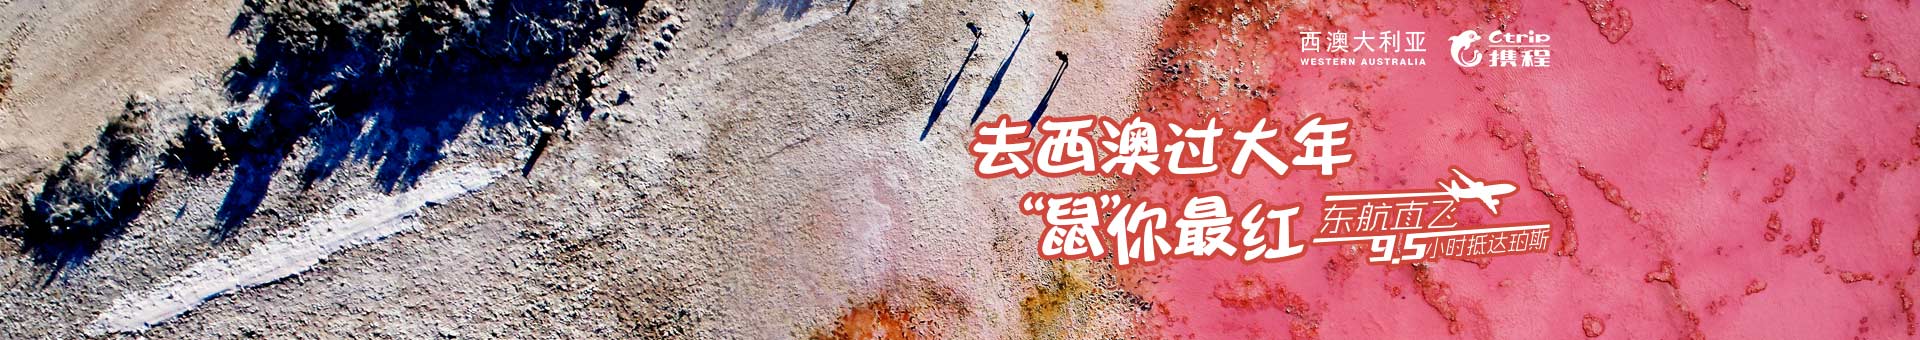 西澳大利亚
WESTERN AUSTRALIA
Ctrip
携程
去西澳过大年
“鼠”你最红
东航直飞
9.5小时抵达珀斯